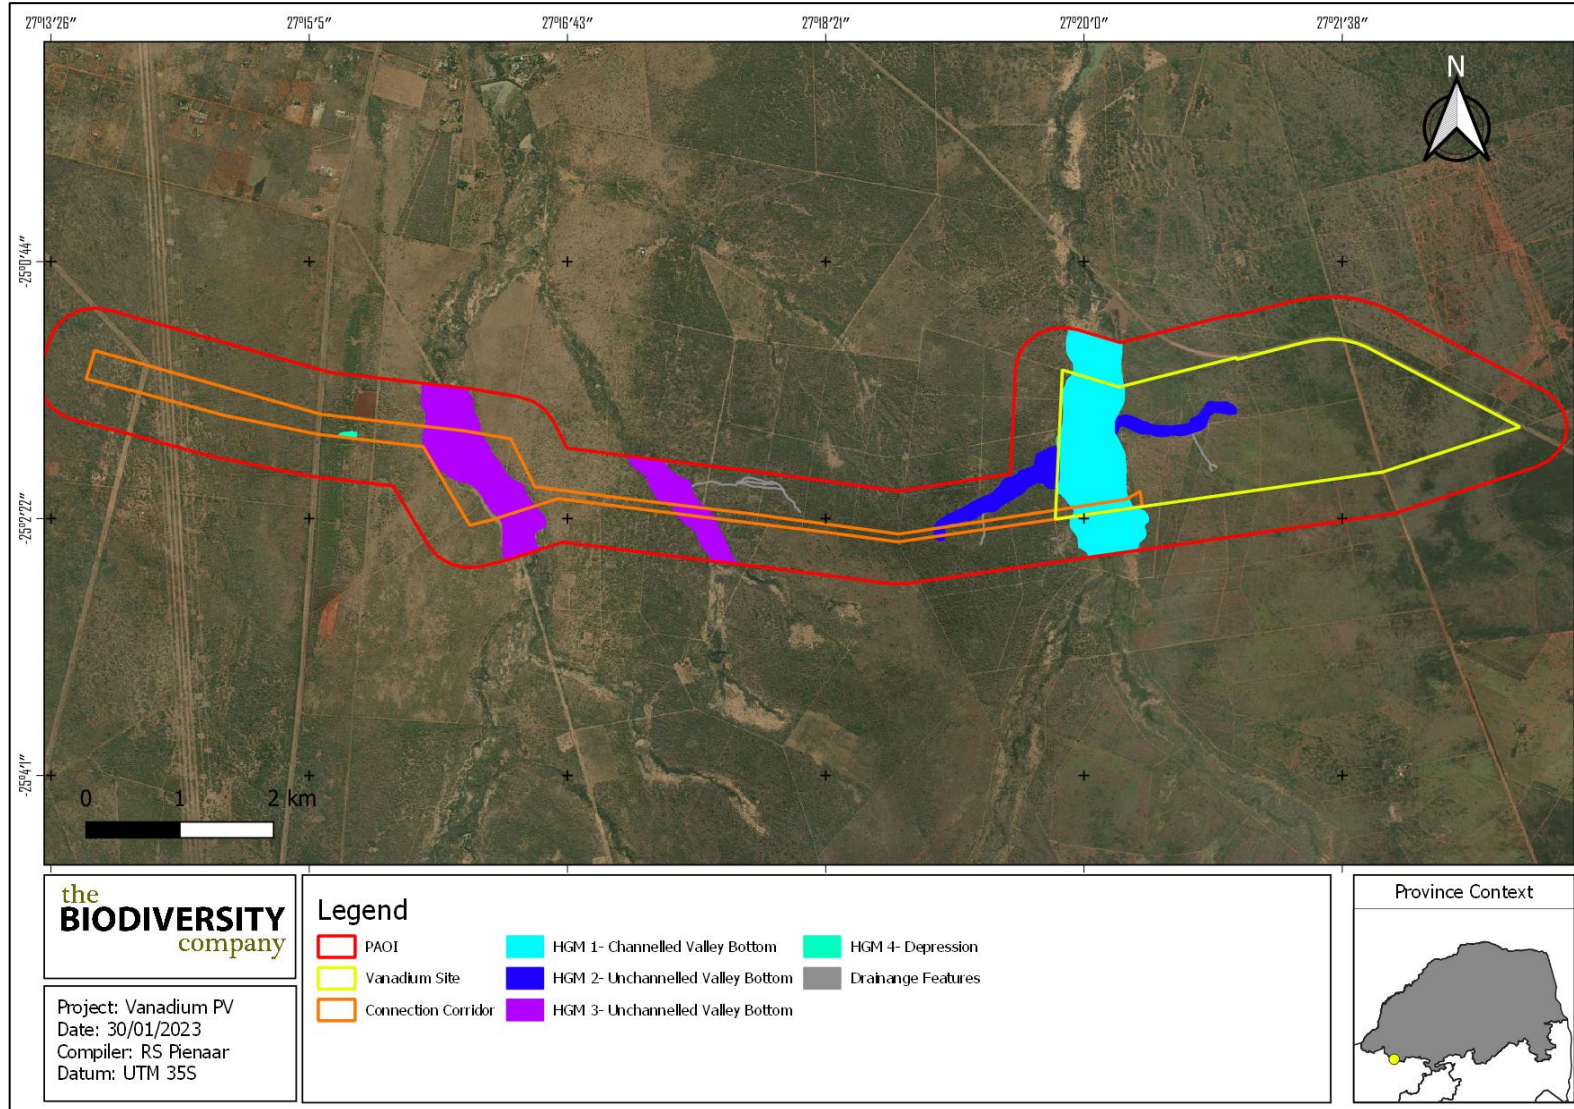 27°13'26" 27°15'5" 27°16'43" 27°18'21" 27°20'0" 27°21'38"
N
-25°0'44"
-25°2'22"
-25°4'1"
0 1 2 km
the
BIODIVERSITY
company
Project: Vanadium PV
Date: 30/01/2023
Compiler: RS Pienaar
Datum: UTM 35S
Legend
PAOI
Vanadium Site
Connection Corridor
HGM 1- Channelled Valley Bottom
HGM 2- Unchannelled Valley Bottom
HGM 3- Unchannelled Valley Bottom
HGM 4- Depression
Drainange Features
Province Context